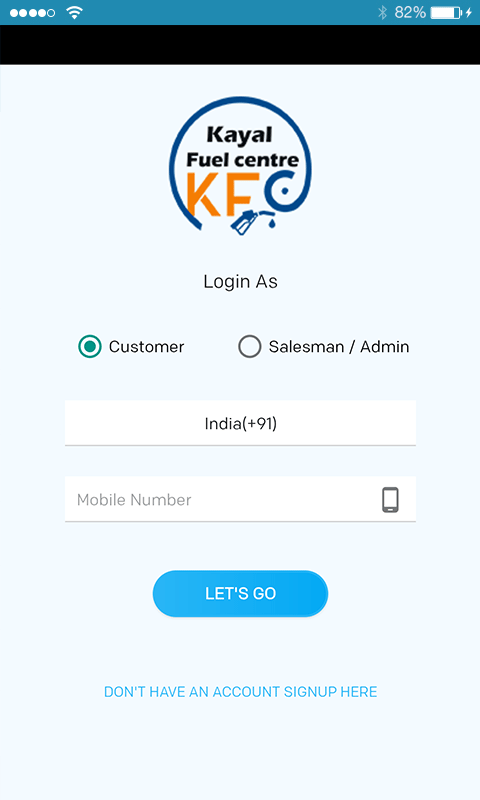 82%
Kayal
Fuel centre
KFC
Login As
Customer
Salesman / Admin
India(+91)
Mobile Number
LET'S GO
DON'T HAVE AN ACCOUNT SIGNUP HERE